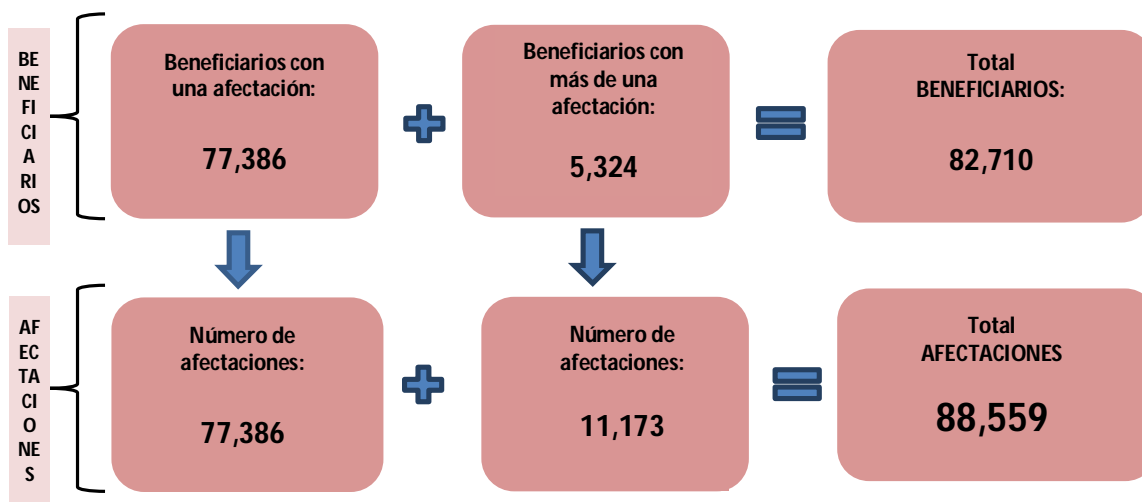 BE
NE
FI
CI
A
RI
OS
Beneficiarios con
una afectación:
77,386
Beneficiarios con
más de una
afectación:
5,324
Total
BENEFICIARIOS:
82,710
AF
EC
TA
CI
O
NE
S
Número de
afectaciones:
77,386
Número de
afectaciones:
11,173
Total
AFECTACIONES
88,559